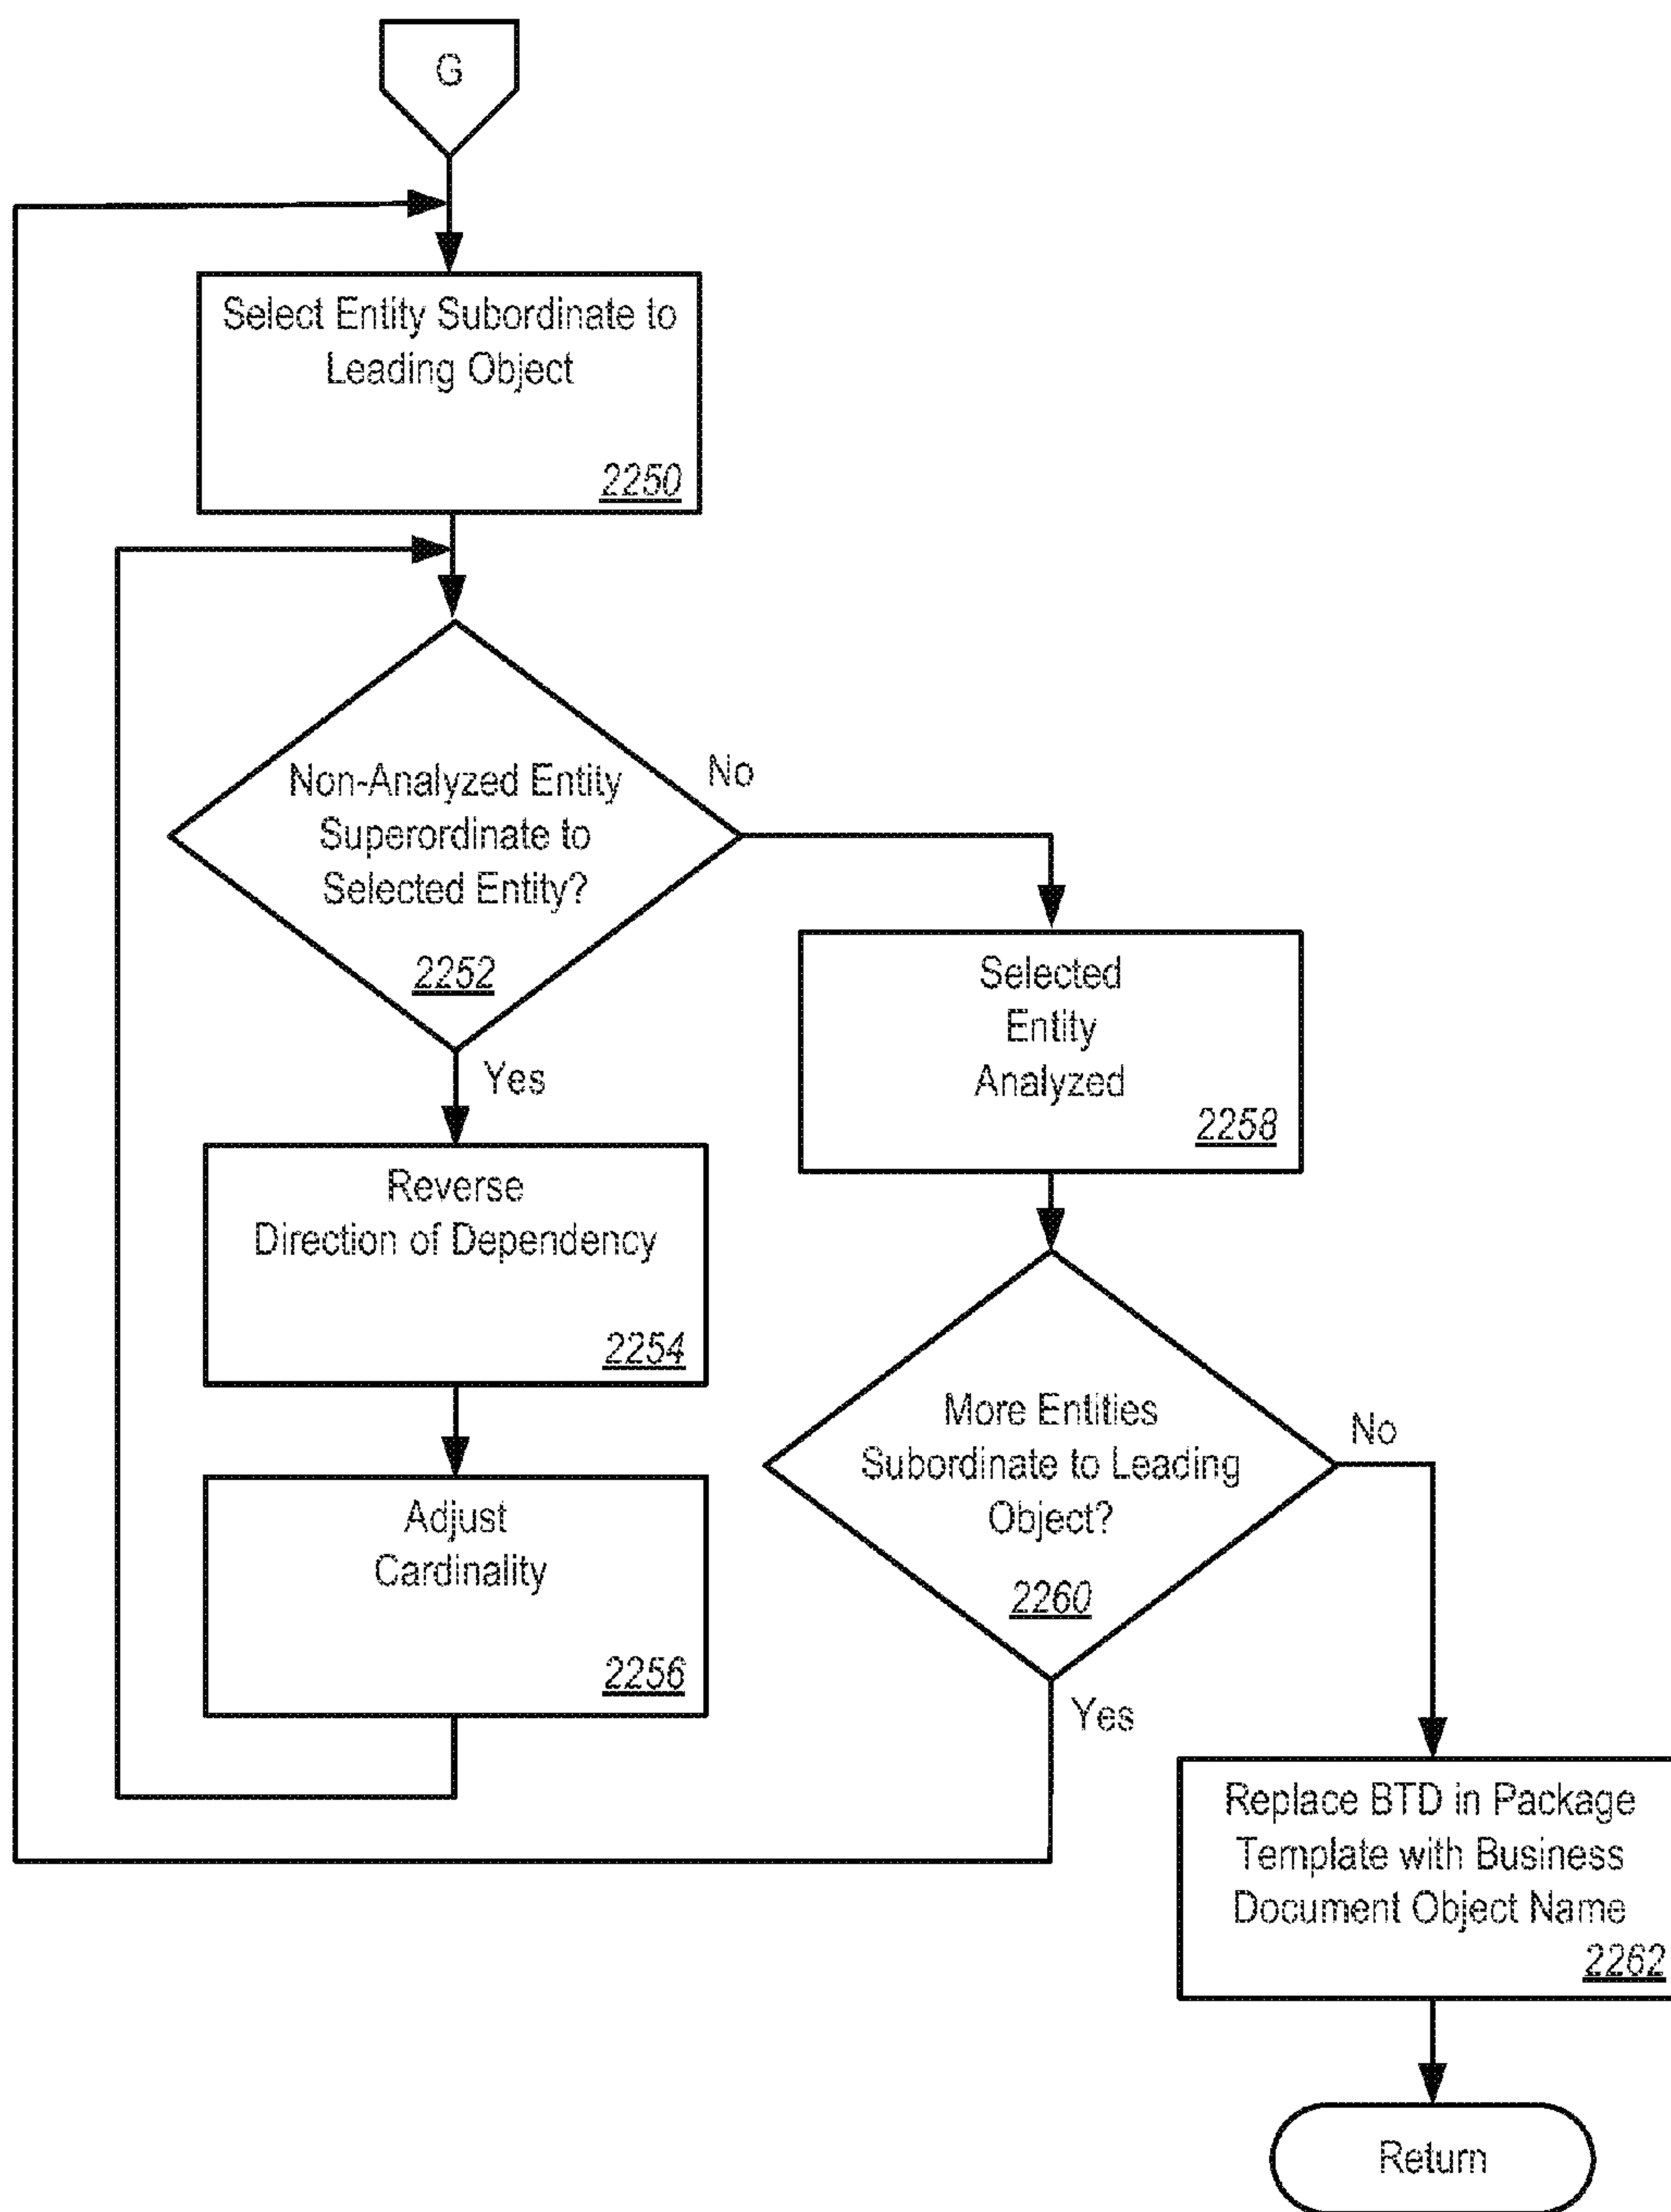 G
Select Entity Subordinate to
Leading Object
2250
Non-Analyzed Entity
Superordinate to
Selected Entity?
2252
No
Yes
Reverse
Direction of Dependency
2254
Adjust
Cardinality
2256
Selected
Entity
Analyzed
2258
More Entities
Subordinate to Leading
Object?
2260
No
Yes
Replace BTD in Package
Template with Business
Document Object Name
2262
Return